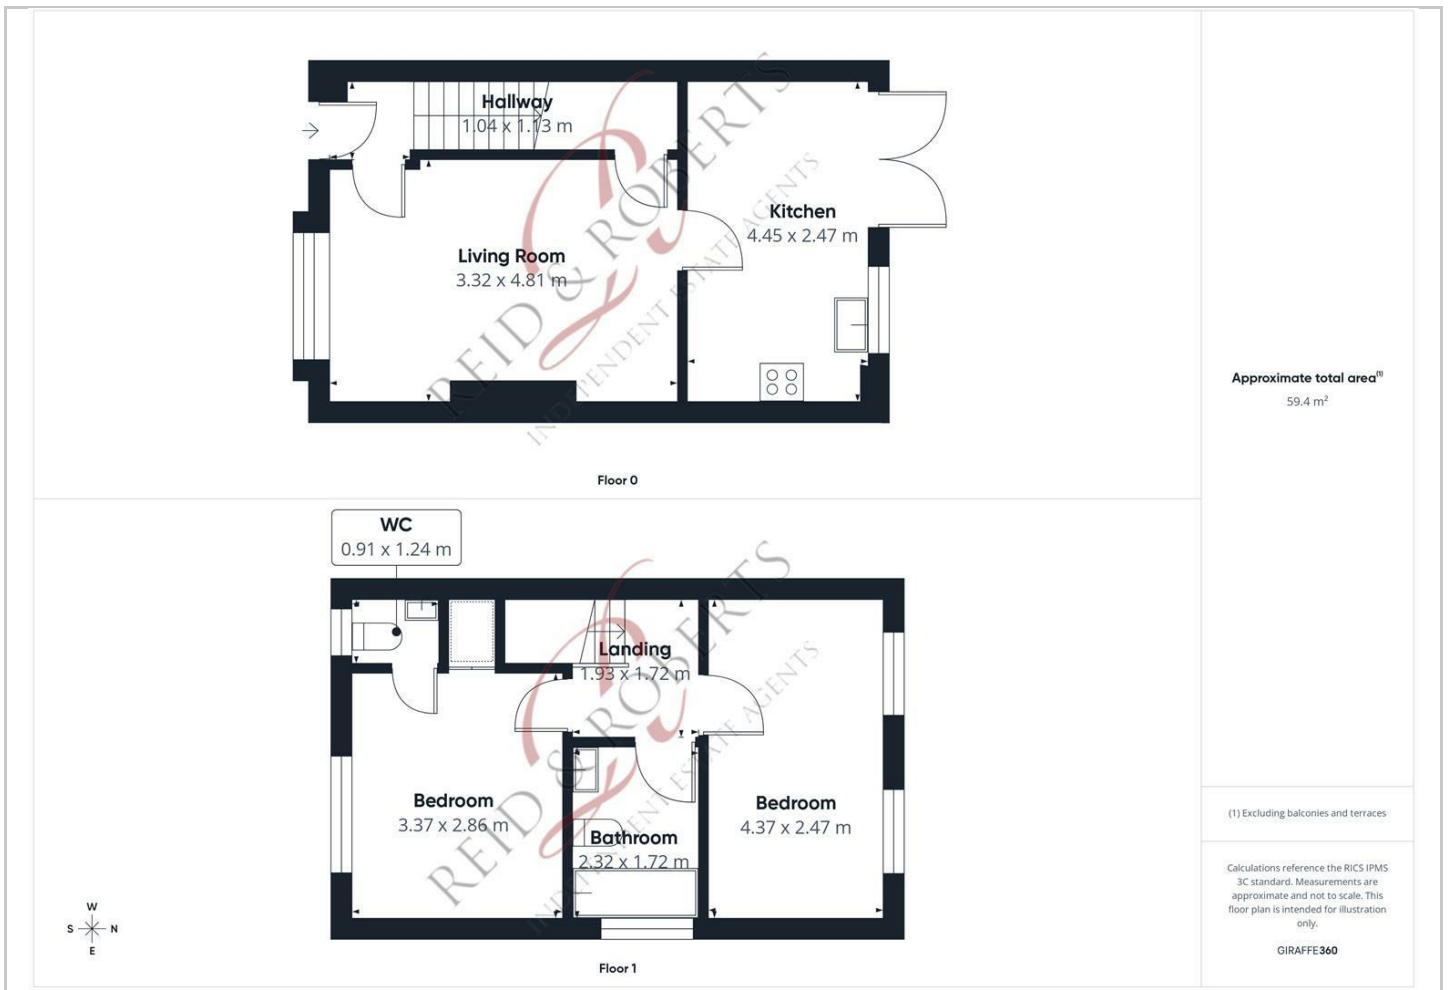 Hallway
1.04 x 1.13 m
Kitchen
4.45 x 2.47 m
Living Room
3.32 x 4.81 m
REID & ROBERTS
INDEPENDENT ESTATE AGENTS
Floor 0
WC
0.91 x 1.24 m
Landing
1.93 x 1.72 m
Bedroom
3.37 x 2.86 m
Bathroom
2.32 x 1.72 m
Bedroom
4.37 x 2.47 m
REID & ROBERTS
INDEPENDENT ESTATE AGENTS
W
S N
E
Floor 1
Approximate total area(1)
59.4 m²
(1) Excluding balconies and terraces
Calculations reference the RICS IPMS
3C standard. Measurements are
approximate and not to scale. This
floor plan is intended for illustration
only.
GIRAFFE360